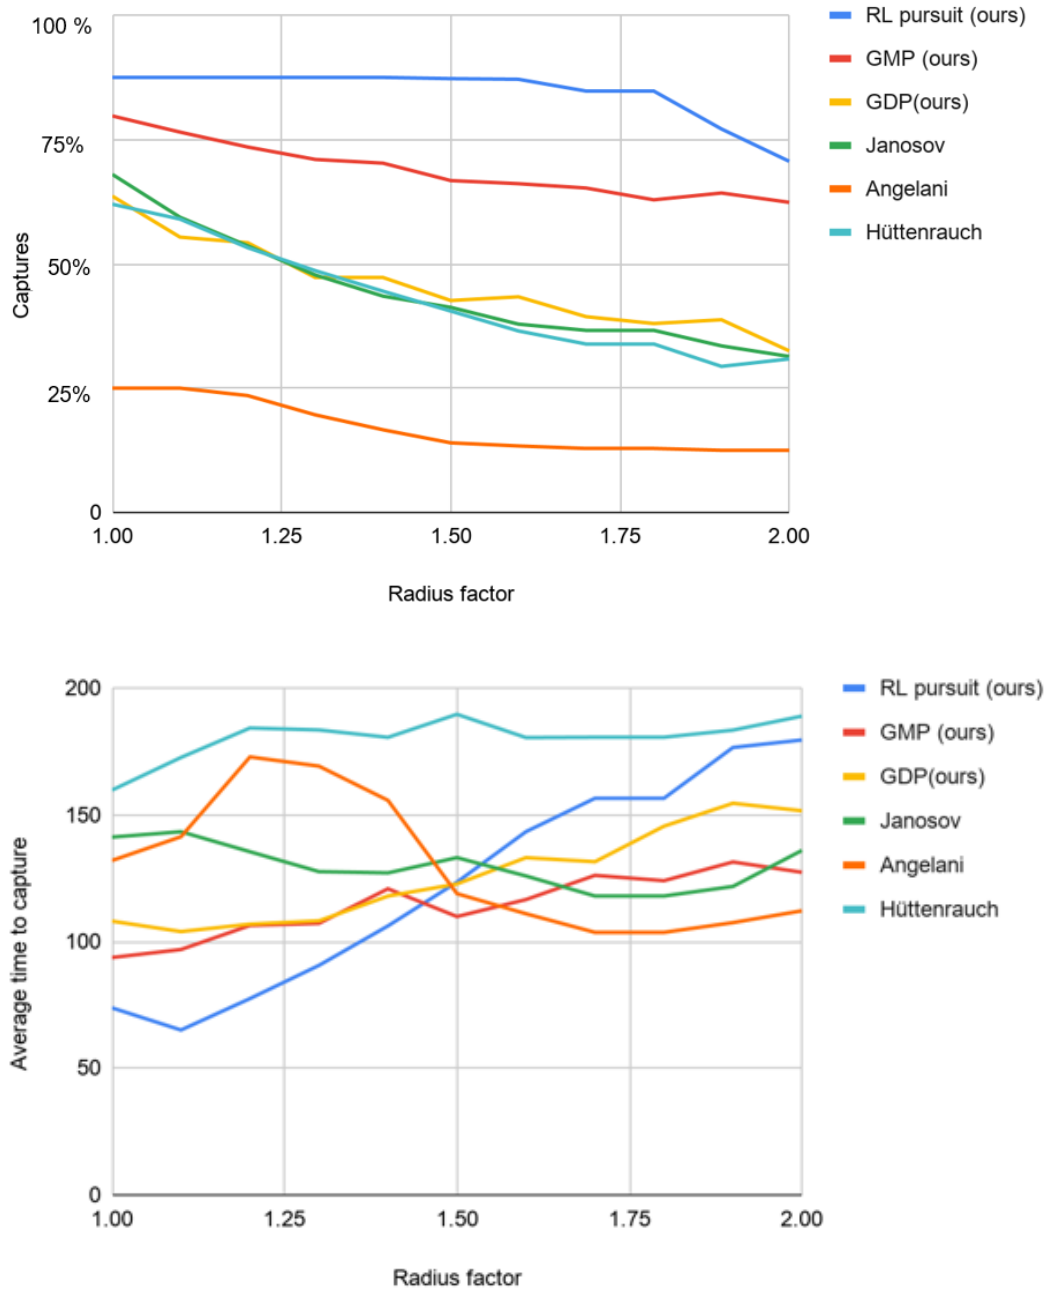 100 %
75%
50%
25%
0
Captures
1.00 1.25 1.50 1.75 2.00
Radius factor
RL pursuit (ours)
GMP (ours)
GDP(ours)
Janosov
Angelani
Hüttenrauch
200
150
100
50
0
Average time to capture
1.00 1.25 1.50 1.75 2.00
Radius factor
RL pursuit (ours)
GMP (ours)
GDP(ours)
Janosov
Angelani
Hüttenrauch